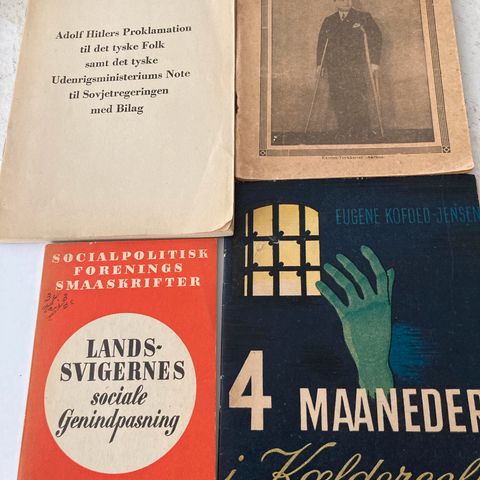 Adolf Hitlers Proklamation
til det tyske Folk
samt det tyske
Udenrigsministeriums Note
til Sovjetregeringen
med Bilag
SOCIALPOLITISK
FORENINGS
SMAASKRIFTER
LANDS-
SVIGERNES
sociale
Genindpasning
EUGENE KOFOED-JENSEN
4 MAANEDER
i